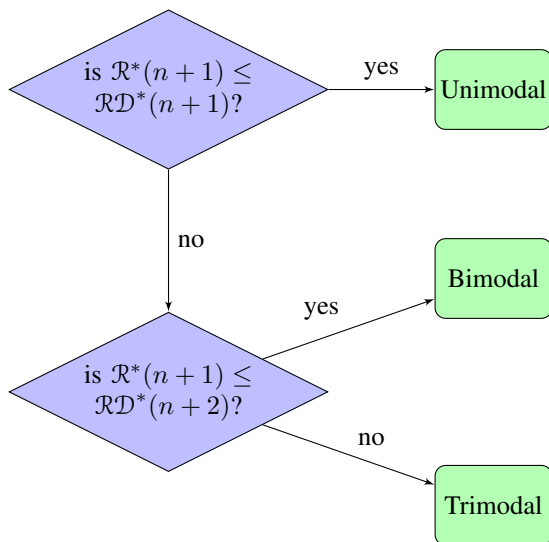 is ℛ*(n + 1) ≤
ℛ𝒟*(n + 1)?
yes
Unimodal
no
is ℛ*(n + 1) ≤
ℛ𝒟*(n + 2)?
yes
Bimodal
no
Trimodal